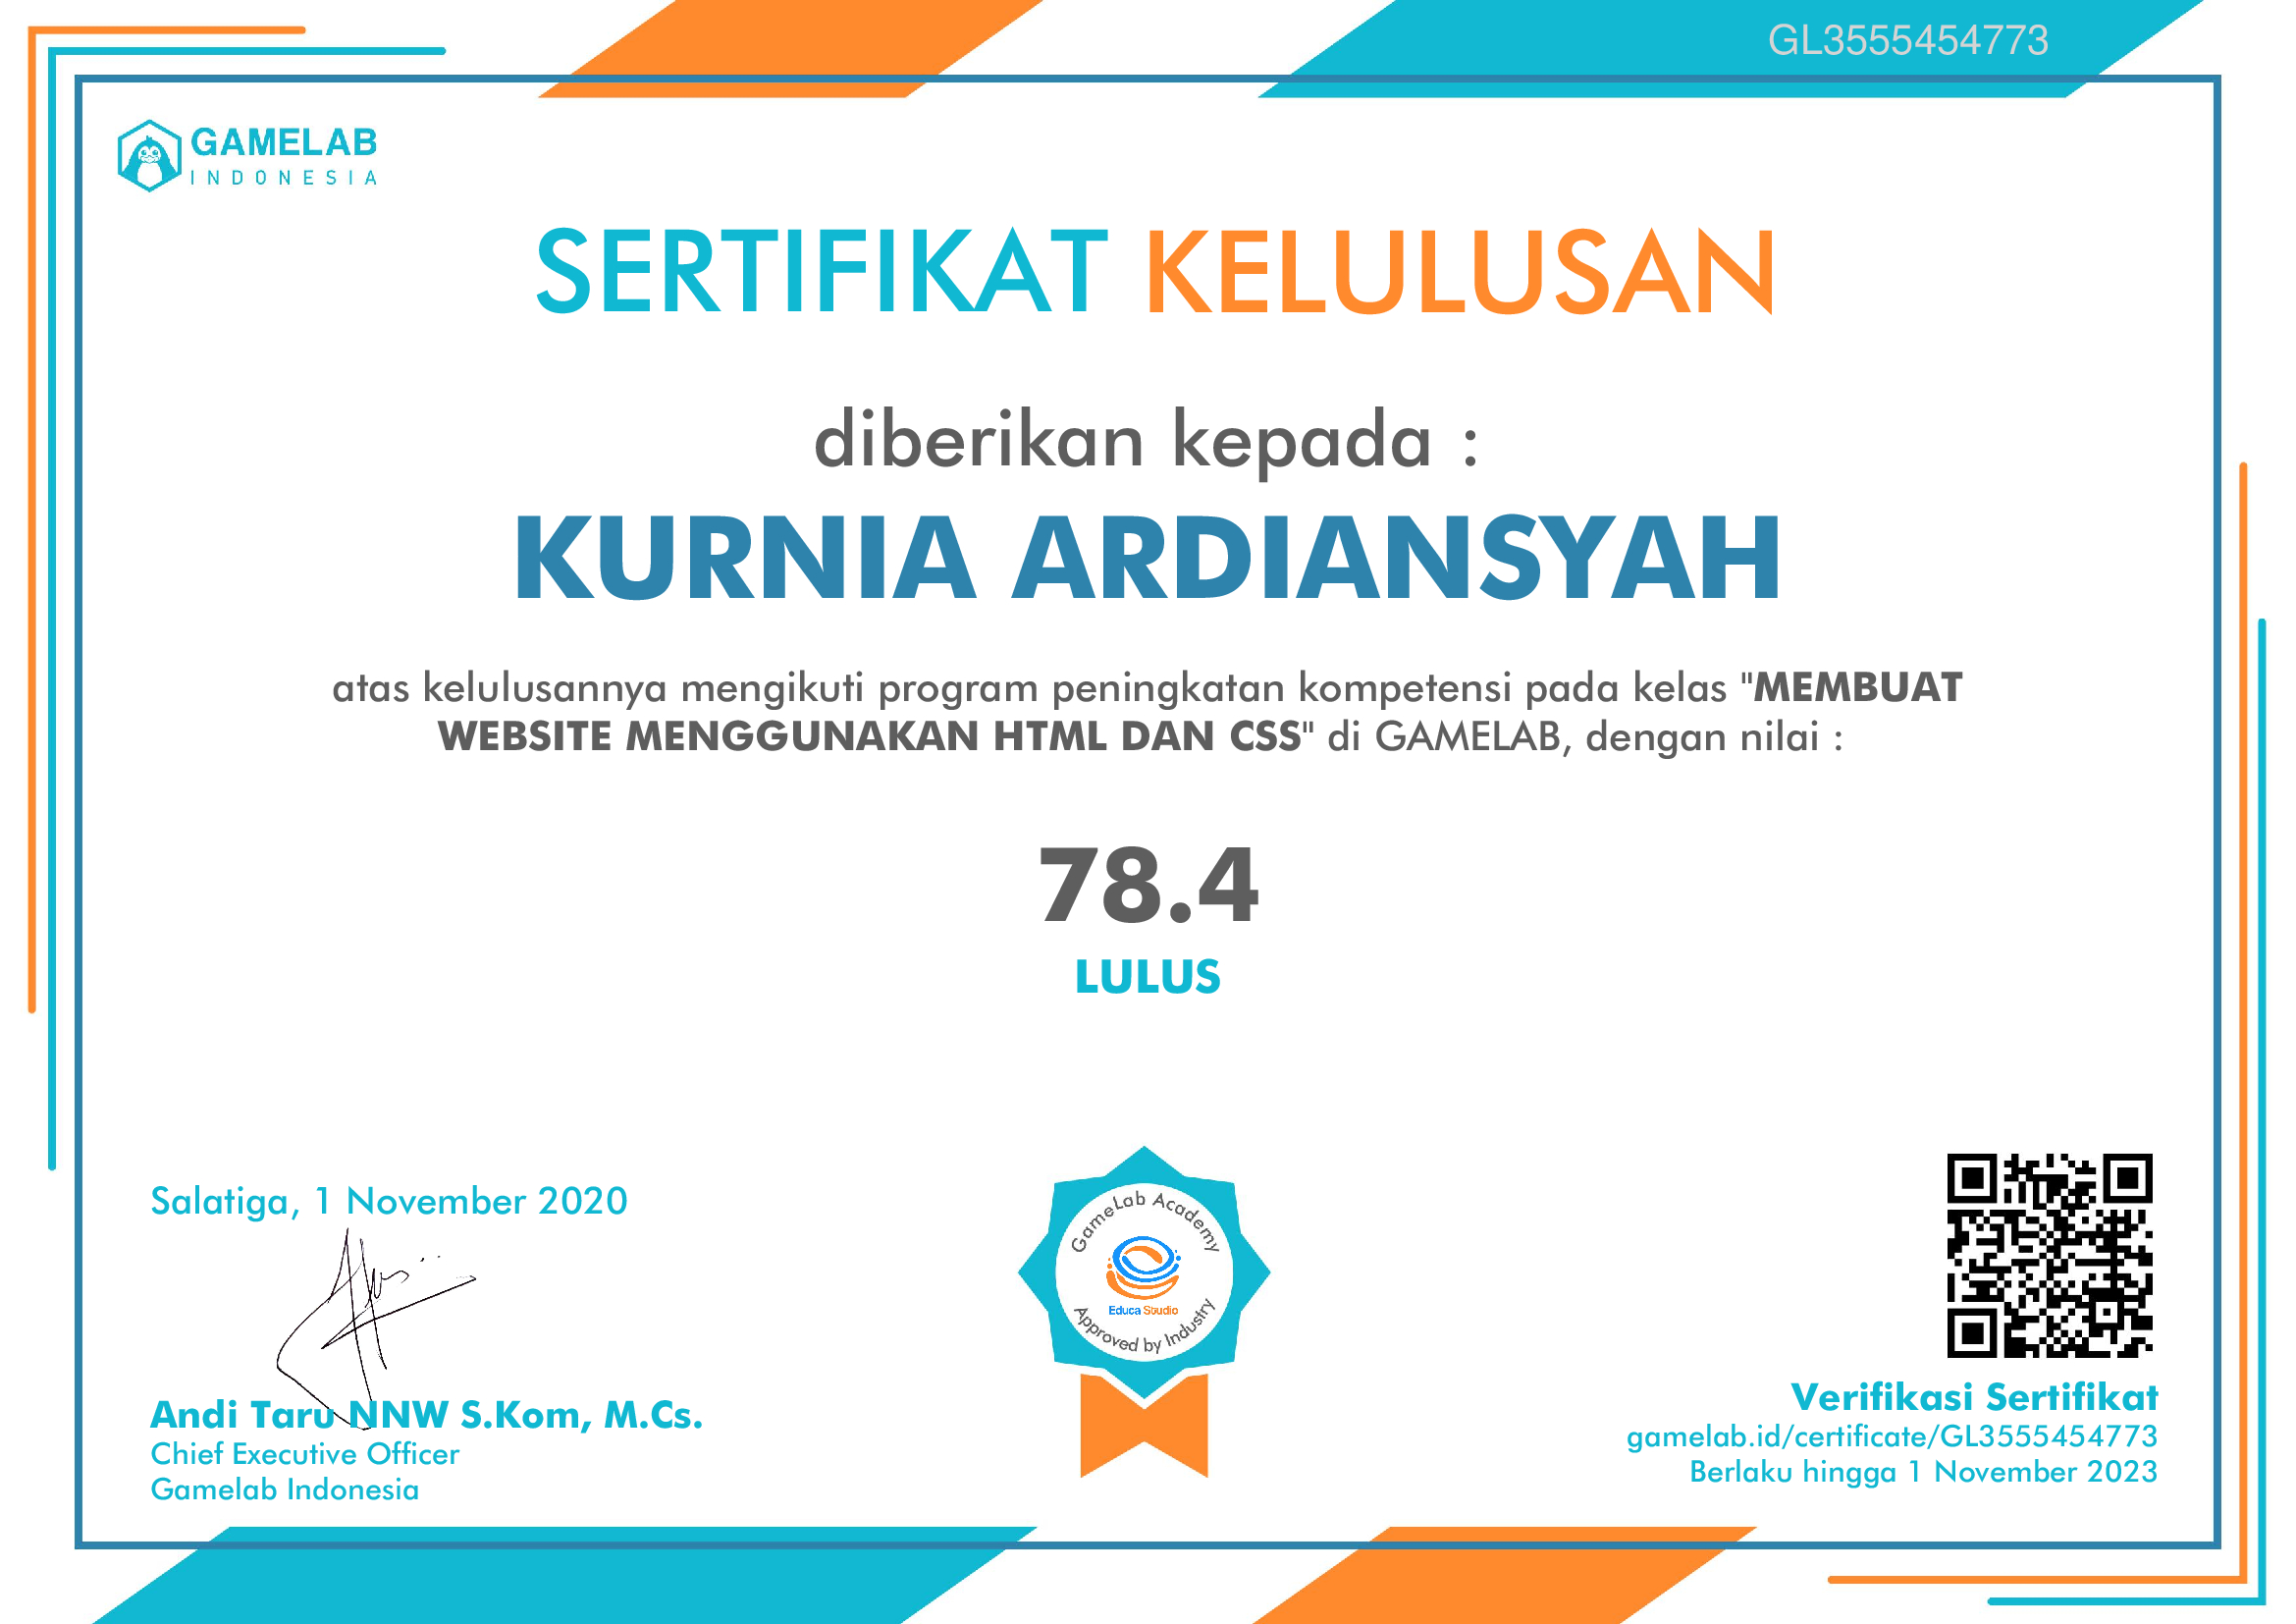 GL3555454773
GAMELAB
INDONESIA
SERTIFIKAT KELULUSAN
diberikan kepada :
KURNIA ARDIANSYAH
atas kelulusannya mengikuti program peningkatan kompetensi pada kelas "MEMBUAT
WEBSITE MENGGUNAKAN HTML DAN CSS" di GAMELAB, dengan nilai :
78.4
LULUS
Salatiga, 1 November 2020
Andi Taru NNW S.Kom, M.Cs.
Chief Executive Officer
Gamelab Indonesia
GameLab Academy
Educa Studio
Approved by Industry
Verifikasi Sertifikat
gamelab.id/certificate/GL3555454773
Berlaku hingga 1 November 2023